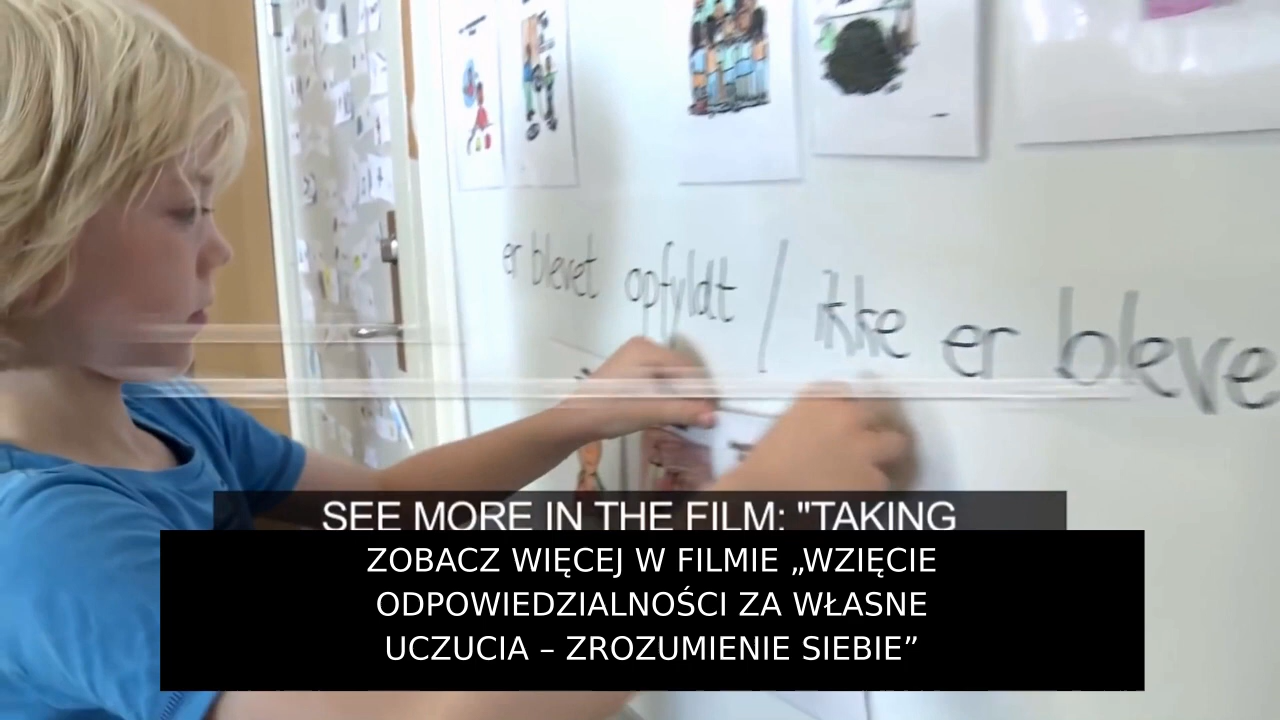 er blevet opfyldt / ikke er bleve
SEE MORE IN THE FILM: "TAKING
ZOBACZ WIĘCEJ W FILMIE „WZIĘCIE
ODPOWIEDZIALNOŚCI ZA WŁASNE
UCZUCIA – ZROZUMIENIE SIEBIE”